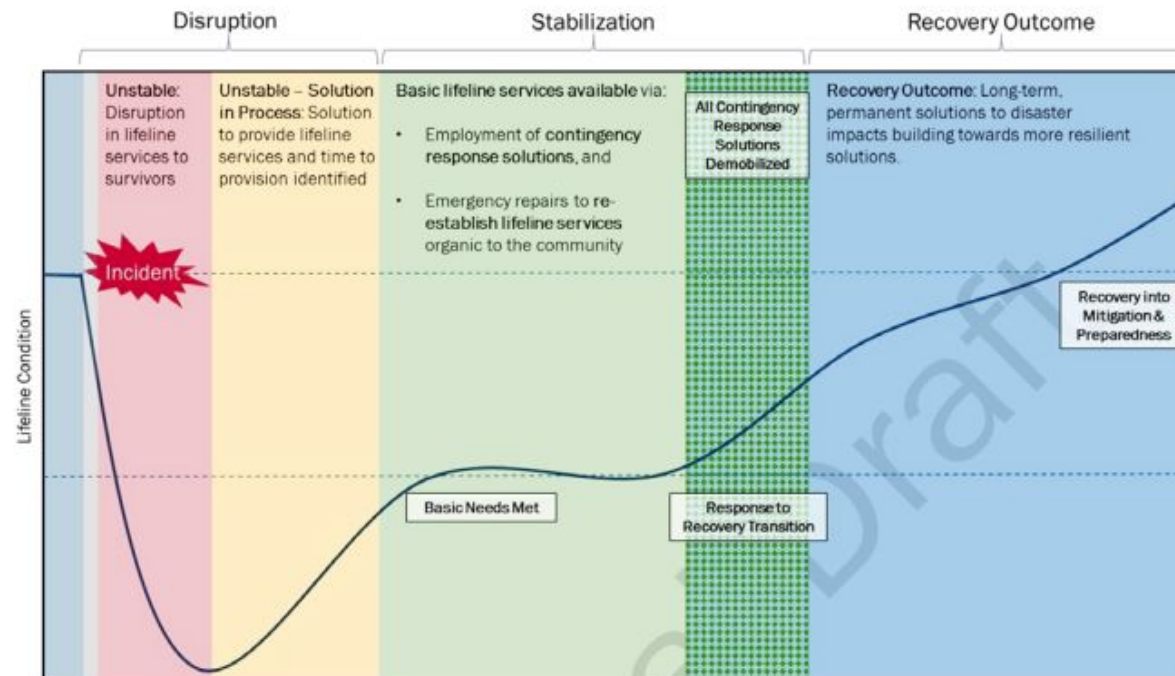 Disruption
Stabilization
Recovery Outcome
Unstable:
Disruption
in lifeline
services to
survivors
Unstable – Solution
in Process: Solution
to provide lifeline
services and time to
provision identified
Basic lifeline services available via:
• Employment of contingency
response solutions, and
• Emergency repairs to re-
establish lifeline services
organic to the community
All Contingency
Response
Solutions
Demobilized
Recovery Outcome: Long-term,
permanent solutions to disaster
impacts building towards more resilient
solutions.
Incident
Lifeline Condition
Recovery into
Mitigation &
Preparedness
Basic Needs Met
Response to
Recovery Transition
Draft